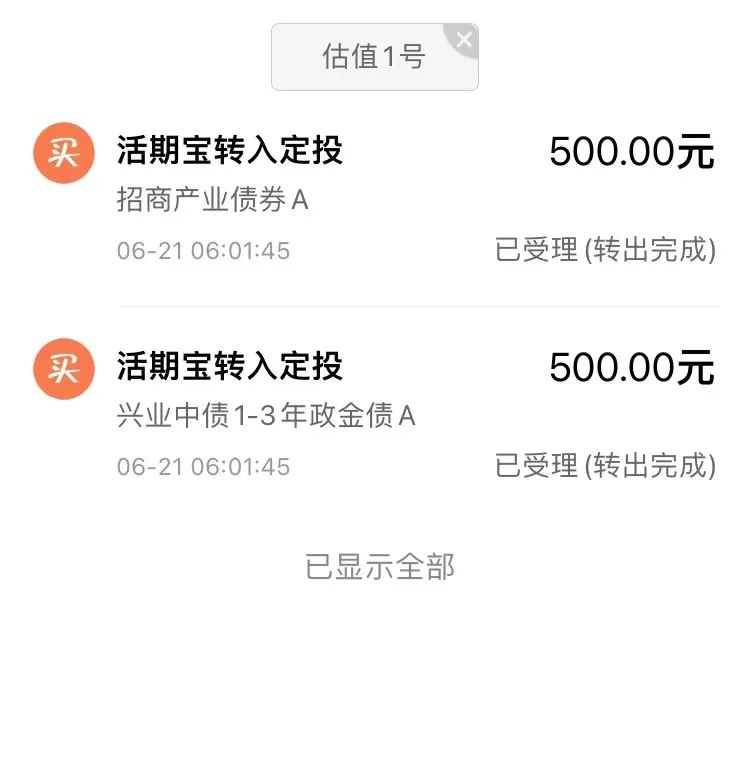 估值1号
买 活期宝转入定投 500.00元
招商产业债券A
06-21 06:01:45 已受理(转出完成)
买 活期宝转入定投 500.00元
兴业中债1-3年政金债A
06-21 06:01:45 已受理(转出完成)
已显示全部